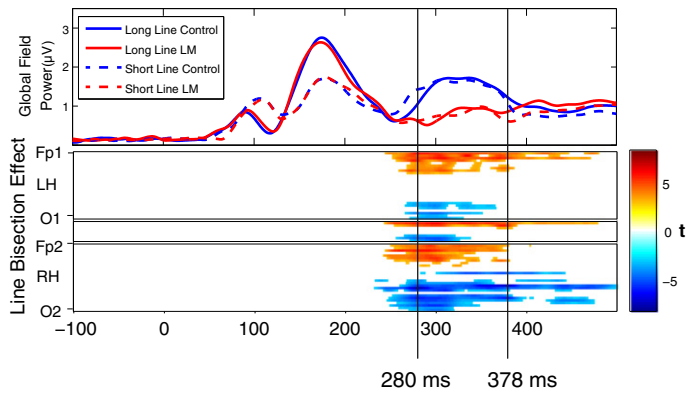 Global Field
Power(µV)
3
2
1
Long Line Control
Long Line LM
Short Line Control
Short Line LM
Line Bisection Effect
Fp1
LH
O1
Fp2
RH
O2
5
0
−5
t
−100
0
100
200
300
400
280 ms
378 ms